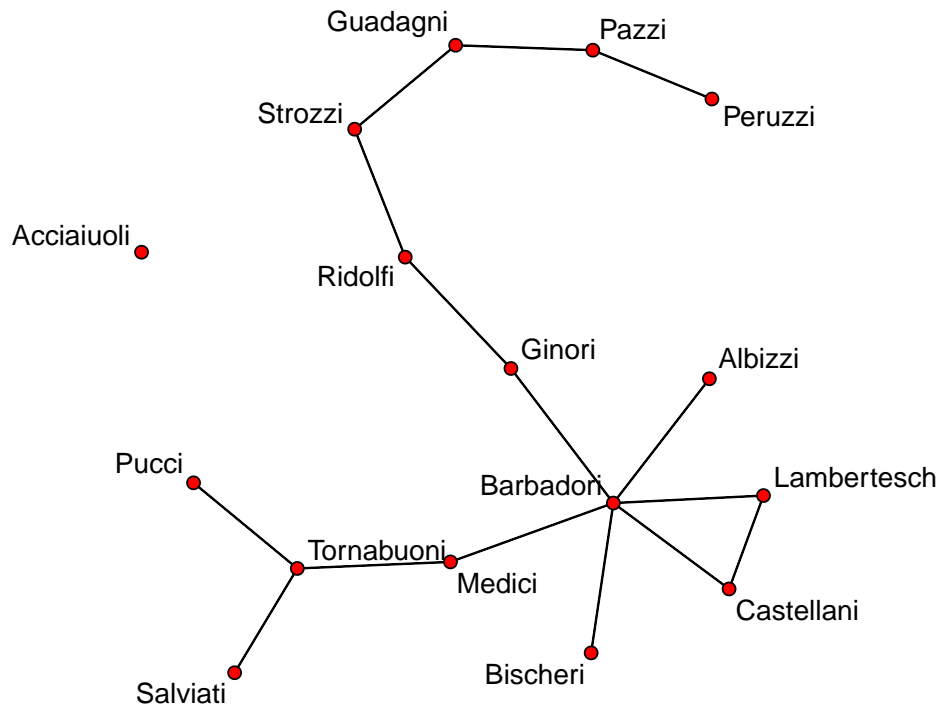 Guadagni
Pazzi
Strozzi
Peruzzi
Acciaiuoli
Ridolfi
Ginori
Albizzi
Pucci
Barbadori
Lambertesch
Tornabuoni
Medici
Castellani
Bischeri
Salviati